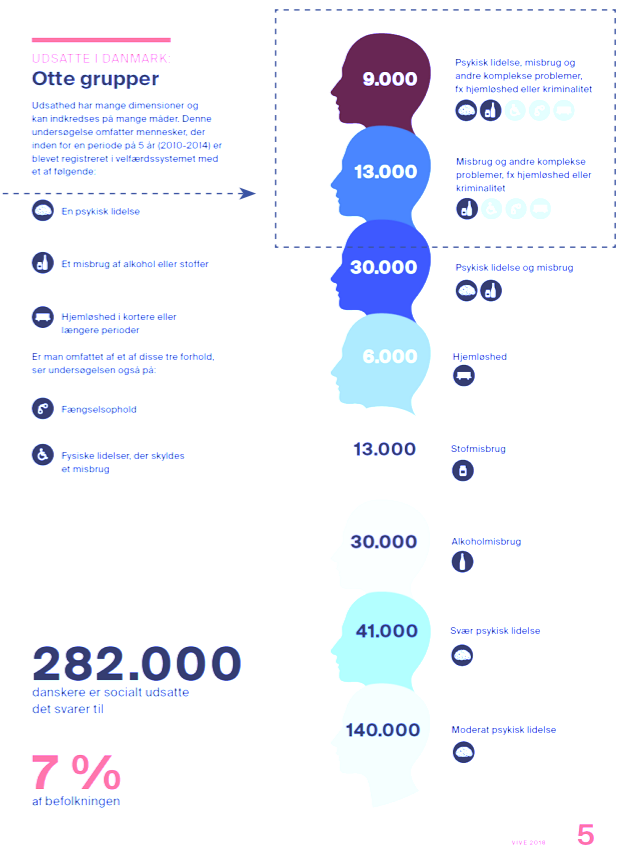 UDSATTE I DANMARK:
Otte grupper
Udsathed har mange dimensioner og
kan indkredses på mange måder. Denne
undersøgelse omfatter mennesker, der
inden for en periode på 5 år (2010-2014) er
blevet registreret i velfærdssystemet med
et af følgende:
En psykisk lidelse
Et misbrug af alkohol eller stoffer
Hjemløshed i kortere eller
længere perioder
Er man omfattet af et af disse tre forhold,
ser undersøgelsen også på:
Fængselsophold
Fysiske lidelser, der skyldes
et misbrug
282.000
danskere er socialt udsatte
det svarer til
7 %
af befolkningen
9.000
Psykisk lidelse, misbrug og
andre komplekse problemer,
fx hjemløshed eller kriminalitet
13.000
Misbrug og andre komplekse
problemer, fx hjemløshed eller
kriminalitet
30.000
Psykisk lidelse og misbrug
6.000
Hjemløshed
13.000
Stofmisbrug
30.000
Alkoholmisbrug
41.000
Svær psykisk lidelse
140.000
Moderat psykisk lidelse
VIVE 2018
5